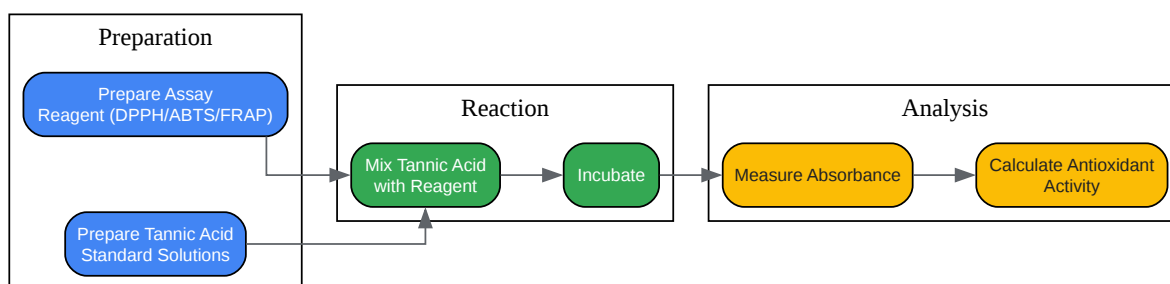 Preparation
Prepare Assay
Reagent (DPPH/ABTS/FRAP)
Prepare Tannic Acid
Standard Solutions
Reaction
Mix Tannic Acid
with Reagent
Incubate
Analysis
Measure Absorbance
Calculate Antioxidant
Activity